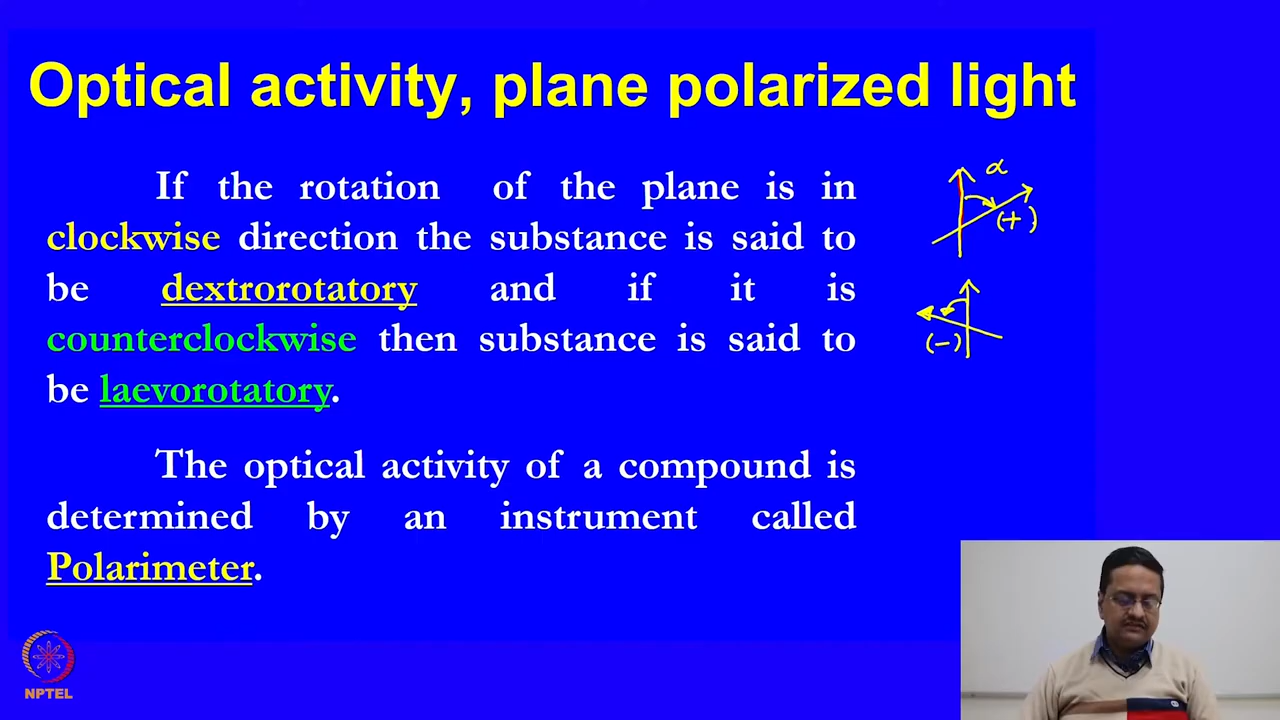 Optical activity, plane polarized light
If the rotation of the plane is in
clockwise direction the substance is said to
be dextrorotatory and if it is
counterclockwise then substance is said to
be laevorotatory.
The optical activity of a compound is
determined by an instrument called
Polarimeter.
α
(+)
(−)
NPTEL